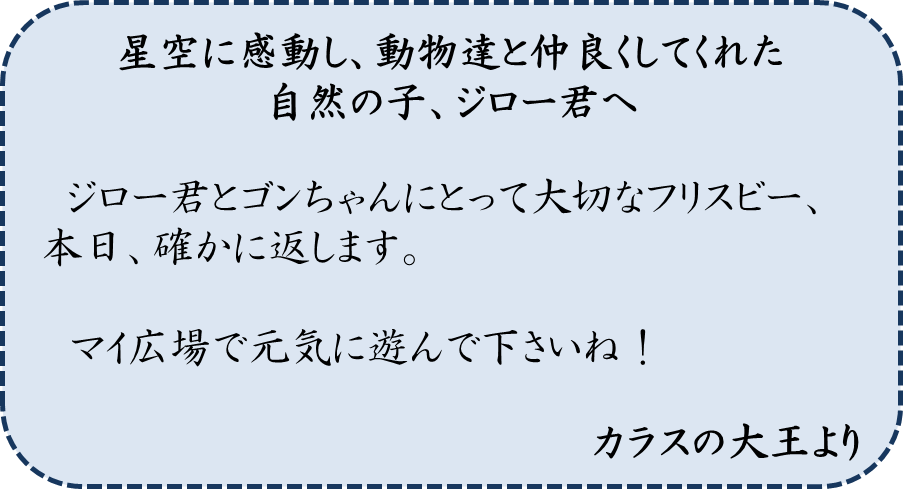 星空に感動し、動物達と仲良くしてくれた
自然の子、ジロー君へ
ジロー君とゴンちゃんにとって大切なフリスビー、
本日、確かに返します。
マイ広場で元気に遊んで下さいね！
カラスの大王より